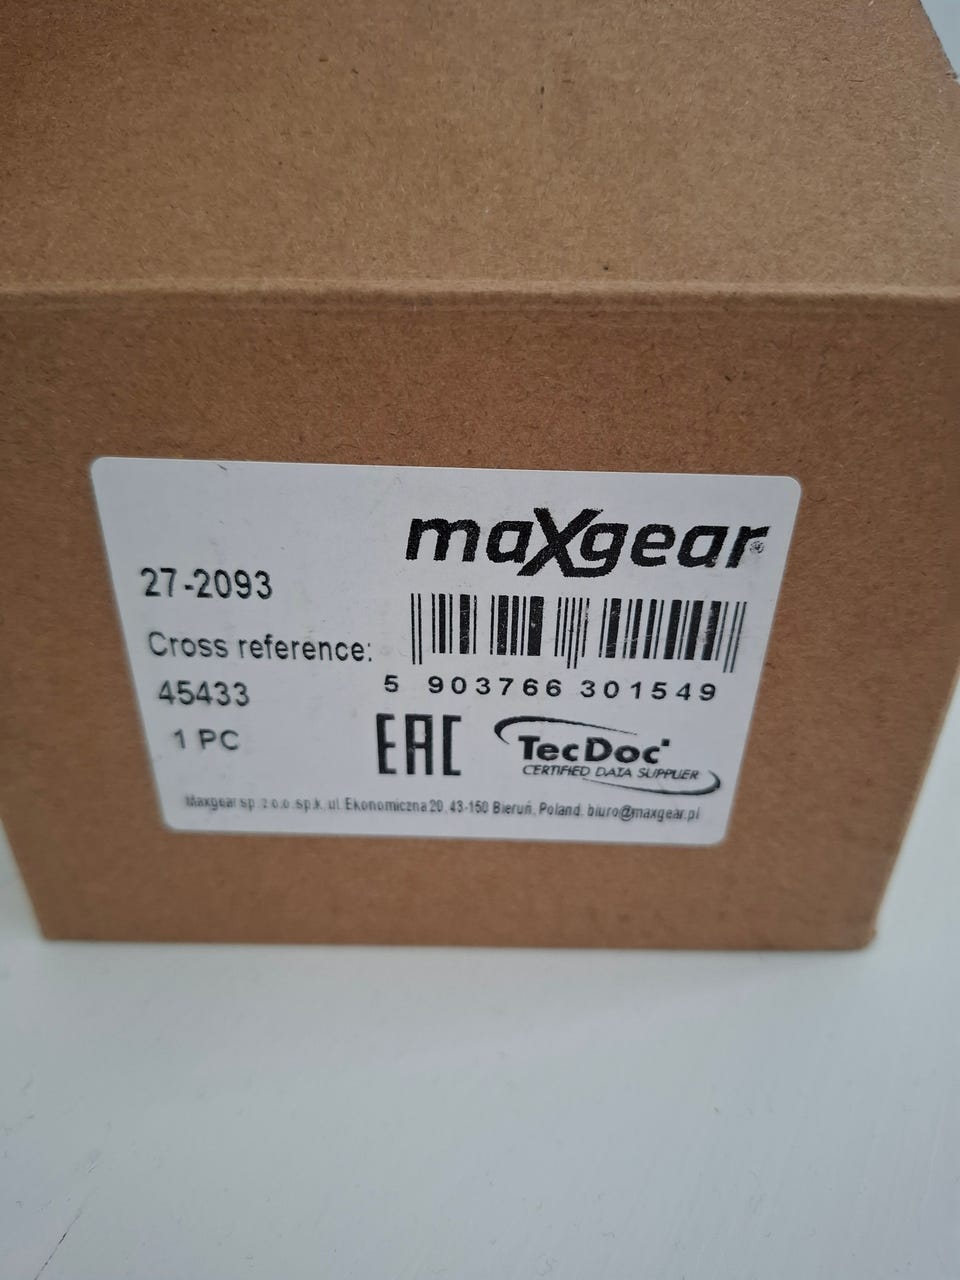 maxgear®
27-2093
Cross reference:
45433
1 PC
5 903766 301549
EAC
TecDoc
CERTIFIED DATA SUPPLIER
Maxgear sp. z o.o. sp.k. ul. Ekonomiczna 20, 43-150 Bieruń, Poland. biuro@maxgear.pl